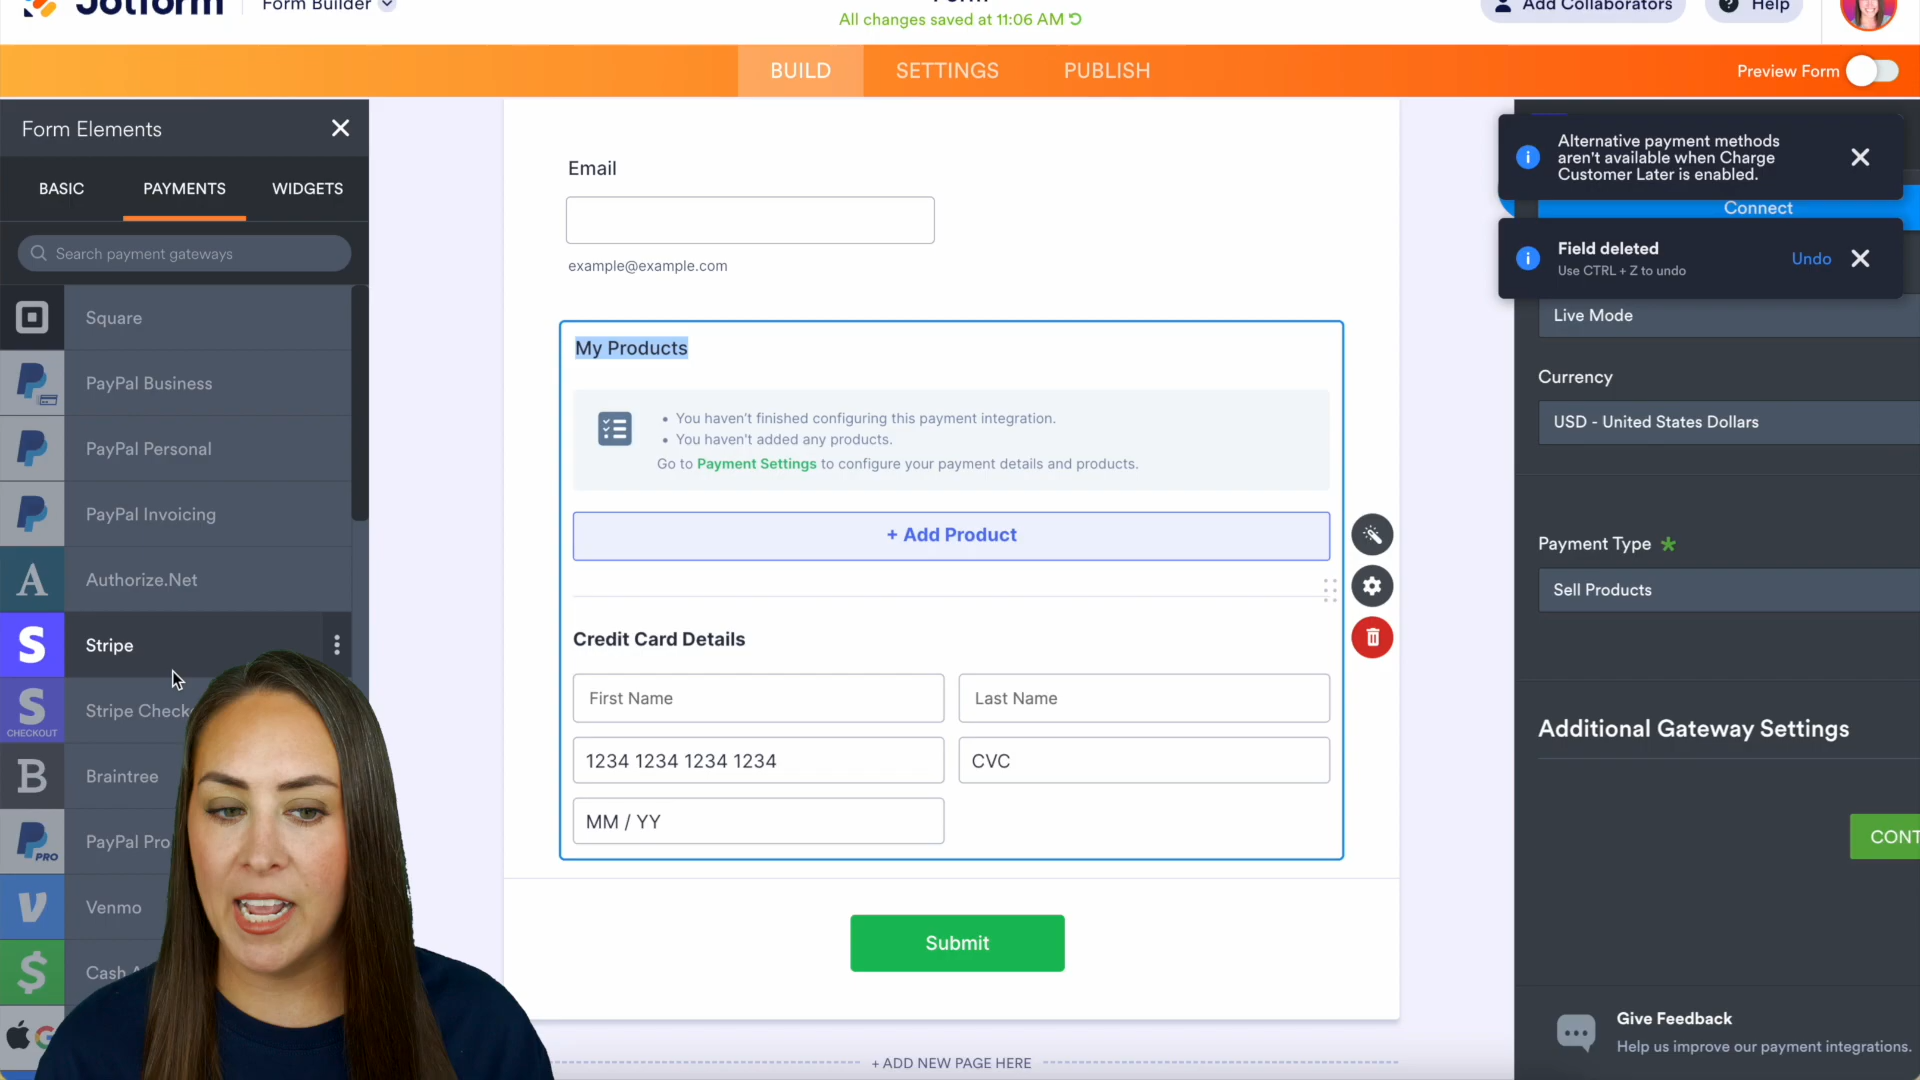 Jotform
Form Builder
Form
All changes saved at 11:06 AM
Add Collaborators
Help
BUILD
SETTINGS
PUBLISH
Preview Form
Form Elements
BASIC
PAYMENTS
WIDGETS
Search payment gateways
Square
PayPal Business
PayPal Personal
PayPal Invoicing
Authorize.Net
Stripe
CHECKOUT
Stripe Check
Braintree
PRO
PayPal Pro
Venmo
Cash
Email
example@example.com
My Products
You haven't finished configuring this payment integration.
You haven't added any products.
Go to Payment Settings to configure your payment details and products.
+ Add Product
Credit Card Details
First Name
Last Name
1234 1234 1234 1234
CVC
MM / YY
Submit
+ ADD NEW PAGE HERE
Alternative payment methods
aren't available when Charge
Customer Later is enabled.
Connect
Field deleted
Use CTRL + Z to undo
Undo
Live Mode
Currency
USD - United States Dollars
Payment Type *
Sell Products
Additional Gateway Settings
CONT
Give Feedback
Help us improve our payment integrations.